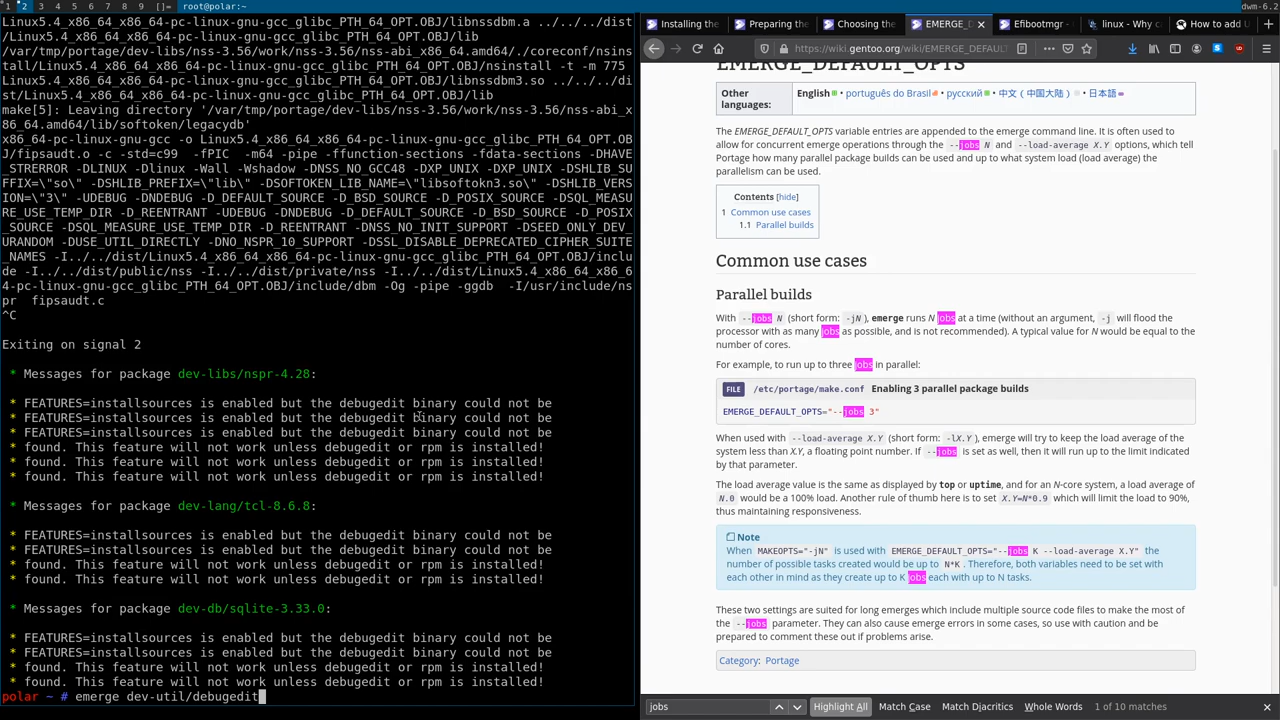 1 2 3 4 5 6 7 8 9 []= root@polar:~ dwm-6.2
Linux5.4_x86_64_x86_64-pc-linux-gnu-gcc_glibc_PTH_64_OPT.OBJ/libnssdbm.a ../../../dist
/Linux5.4_x86_64_x86_64-pc-linux-gnu-gcc_glibc_PTH_64_OPT.OBJ/lib
/var/tmp/portage/dev-libs/nss-3.56/work/nss-3.56/nss-abi_x86_64.amd64/./coreconf/nsins
tall/Linux5.4_x86_64_x86_64-pc-linux-gnu-gcc_glibc_PTH_64_OPT.OBJ/nsinstall -t -m 775
Linux5.4_x86_64_x86_64-pc-linux-gnu-gcc_glibc_PTH_64_OPT.OBJ/libnssdbm3.so ../../../di
st/Linux5.4_x86_64_x86_64-pc-linux-gnu-gcc_glibc_PTH_64_OPT.OBJ/lib
make[5]: Leaving directory '/var/tmp/portage/dev-libs/nss-3.56/work/nss-3.56/nss-abi_x
86_64.amd64/lib/softoken/legacydb'
x86_64-pc-linux-gnu-gcc -o Linux5.4_x86_64_x86_64-pc-linux-gnu-gcc_glibc_PTH_64_OPT.OB
J/fipsaudt.o -c -std=c99 -fPIC -m64 -pipe -ffunction-sections -fdata-sections -DHAVE
_STRERROR -DLINUX -Dlinux -Wall -Wshadow -DNSS_NO_GCC48 -DXP_UNIX -DXP_UNIX -DSHLIB_SU
FFIX=\"so\" -DSHLIB_PREFIX=\"lib\" -DSOFTOKEN_LIB_NAME=\"libsoftokn3.so\" -DSHLIB_VERS
ION=\"3\" -UDEBUG -DNDEBUG -D_DEFAULT_SOURCE -D_BSD_SOURCE -D_POSIX_SOURCE -DSQL_MEASU
RE_USE_TEMP_DIR -D_REENTRANT -UDEBUG -DNDEBUG -D_DEFAULT_SOURCE -D_BSD_SOURCE -D_POSIX
_SOURCE -DSQL_MEASURE_USE_TEMP_DIR -D_REENTRANT -DNSS_NO_INIT_SUPPORT -DSEED_ONLY_DEV_
URANDOM -DUSE_UTIL_DIRECTLY -DNO_NSPR_10_SUPPORT -DSSL_DISABLE_DEPRECATED_CIPHER_SUITE
_NAMES -I../../dist/Linux5.4_x86_64_x86_64-pc-linux-gnu-gcc_glibc_PTH_64_OPT.OBJ/inclu
de -I../../dist/public/nss -I../../dist/private/nss -I../../dist/Linux5.4_x86_64_x86_6
4-pc-linux-gnu-gcc_glibc_PTH_64_OPT.OBJ/include/dbm -Og -pipe -ggdb -I/usr/include/ns
pr fipsaudt.c
^C
Exiting on signal 2
* Messages for package dev-libs/nspr-4.28:
* FEATURES=installsources is enabled but the debugedit binary could not be
* FEATURES=installsources is enabled but the debugedit binary could not be
* FEATURES=installsources is enabled but the debugedit binary could not be
* found. This feature will not work unless debugedit or rpm is installed!
* found. This feature will not work unless debugedit or rpm is installed!
* found. This feature will not work unless debugedit or rpm is installed!
* Messages for package dev-lang/tcl-8.6.8:
* FEATURES=installsources is enabled but the debugedit binary could not be
* FEATURES=installsources is enabled but the debugedit binary could not be
* found. This feature will not work unless debugedit or rpm is installed!
* found. This feature will not work unless debugedit or rpm is installed!
* Messages for package dev-db/sqlite-3.33.0:
* FEATURES=installsources is enabled but the debugedit binary could not be
* FEATURES=installsources is enabled but the debugedit binary could not be
* found. This feature will not work unless debugedit or rpm is installed!
* found. This feature will not work unless debugedit or rpm is installed!
polar ~ # emerge dev-util/debugedit
Installing the Preparing the Choosing the EMERGE_D Efibootmgr - linux - Why c How to add U
https://wiki.gentoo.org/wiki/EMERGE_DEFAUL
EMERGE_DEFAULT_OPTS
Other languages: English português do Brasil русский 中文(中国大陆) 日本語
The EMERGE_DEFAULT_OPTS variable entries are appended to the emerge command line. It is often used to
allow for concurrent emerge operations through the --jobs N and --load-average X.Y options, which tell
Portage how many parallel package builds can be used and up to what system load (load average) the
parallelism can be used.
Contents [hide]
1 Common use cases
1.1 Parallel builds
Common use cases
Parallel builds
With --jobs N (short form: -jN), emerge runs N jobs at a time (without an argument, -j will flood the
processor with as many jobs as possible, and is not recommended). A typical value for N would be equal to the
number of cores.
For example, to run up to three jobs in parallel:
FILE /etc/portage/make.conf Enabling 3 parallel package builds
EMERGE_DEFAULT_OPTS="--jobs 3"
When used with --load-average X.Y (short form: -lX.Y), emerge will try to keep the load average of the
system less than X.Y, a floating point number. If --jobs is set as well, then it will run up to the limit indicated
by that parameter.
The load average value is the same as displayed by top or uptime, and for an N-core system, a load average of
N.0 would be a 100% load. Another rule of thumb here is to set X.Y=N*0.9 which will limit the load to 90%,
thus maintaining responsiveness.
Note
When MAKEOPTS="-jN" is used with EMERGE_DEFAULT_OPTS="--jobs K --load-average X.Y" the
number of possible tasks created would be up to N*K. Therefore, both variables need to be set with
each other in mind as they create up to K jobs each with up to N tasks.
These two settings are suited for long emerges which include multiple source code files to make the most of
the --jobs parameter. They can also cause emerge errors in some cases, so use with caution and be
prepared to comment these out if problems arise.
Category: Portage
jobs Highlight All Match Case Match Diacritics Whole Words 1 of 10 matches